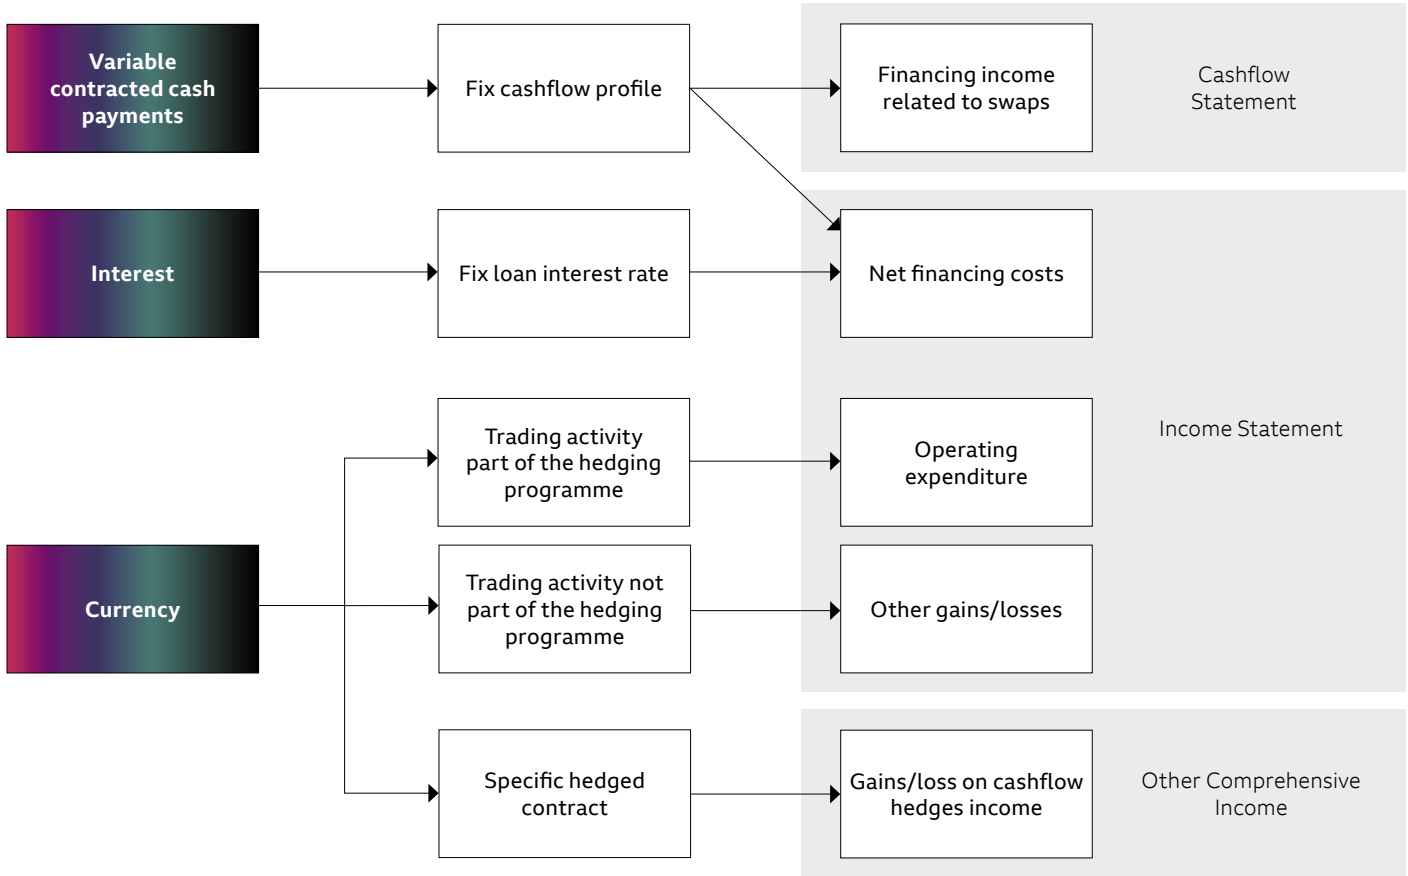 Variable
contracted cash
payments
Fix cashflow profile
Financing income
related to swaps
Cashflow
Statement
Interest
Fix loan interest rate
Net financing costs
Income Statement
Trading activity
part of the hedging
programme
Operating
expenditure
Currency
Trading activity not
part of the hedging
programme
Other gains/losses
Specific hedged
contract
Gains/loss on cashflow
hedges income
Other Comprehensive
Income